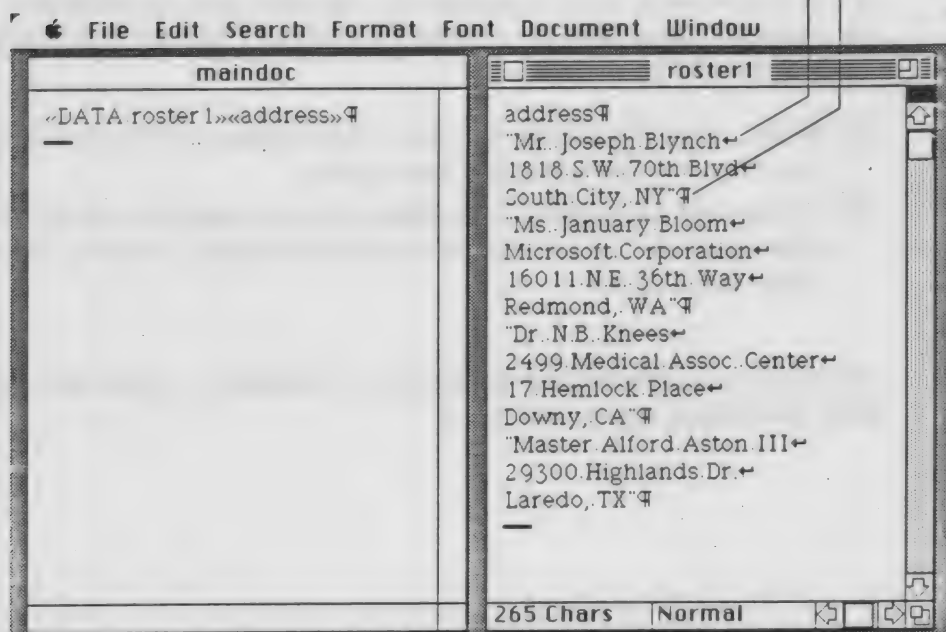 File Edit Search Format Font Document Window
maindoc
«DATA roster1»«address»¶
roster1
address¶
"Mr. Joseph Blynch↵
1818 S.W. 70th Blvd↵
South City, NY"¶
"Ms. January Bloom↵
Microsoft Corporation↵
16011 N.E. 36th Way↵
Redmond, WA"¶
"Dr. N.B. Knees↵
2499 Medical Assoc. Center↵
17 Hemlock Place↵
Downy, CA"¶
"Master Alford Aston III↵
29300 Highlands Dr.↵
Laredo, TX"¶
265 Chars Normal